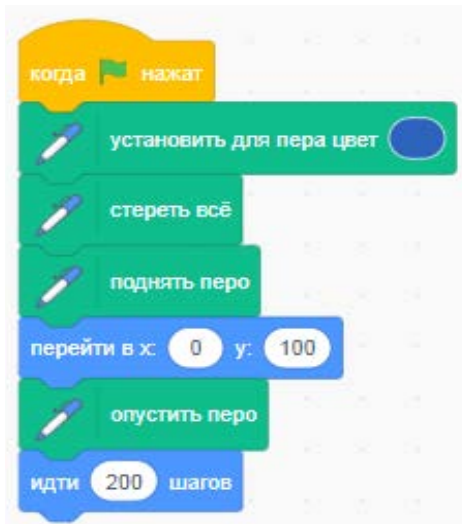 когда нажат
установить для пера цвет
стереть всё
поднять перо
перейти в x: 0 y: 100
опустить перо
идти 200 шагов